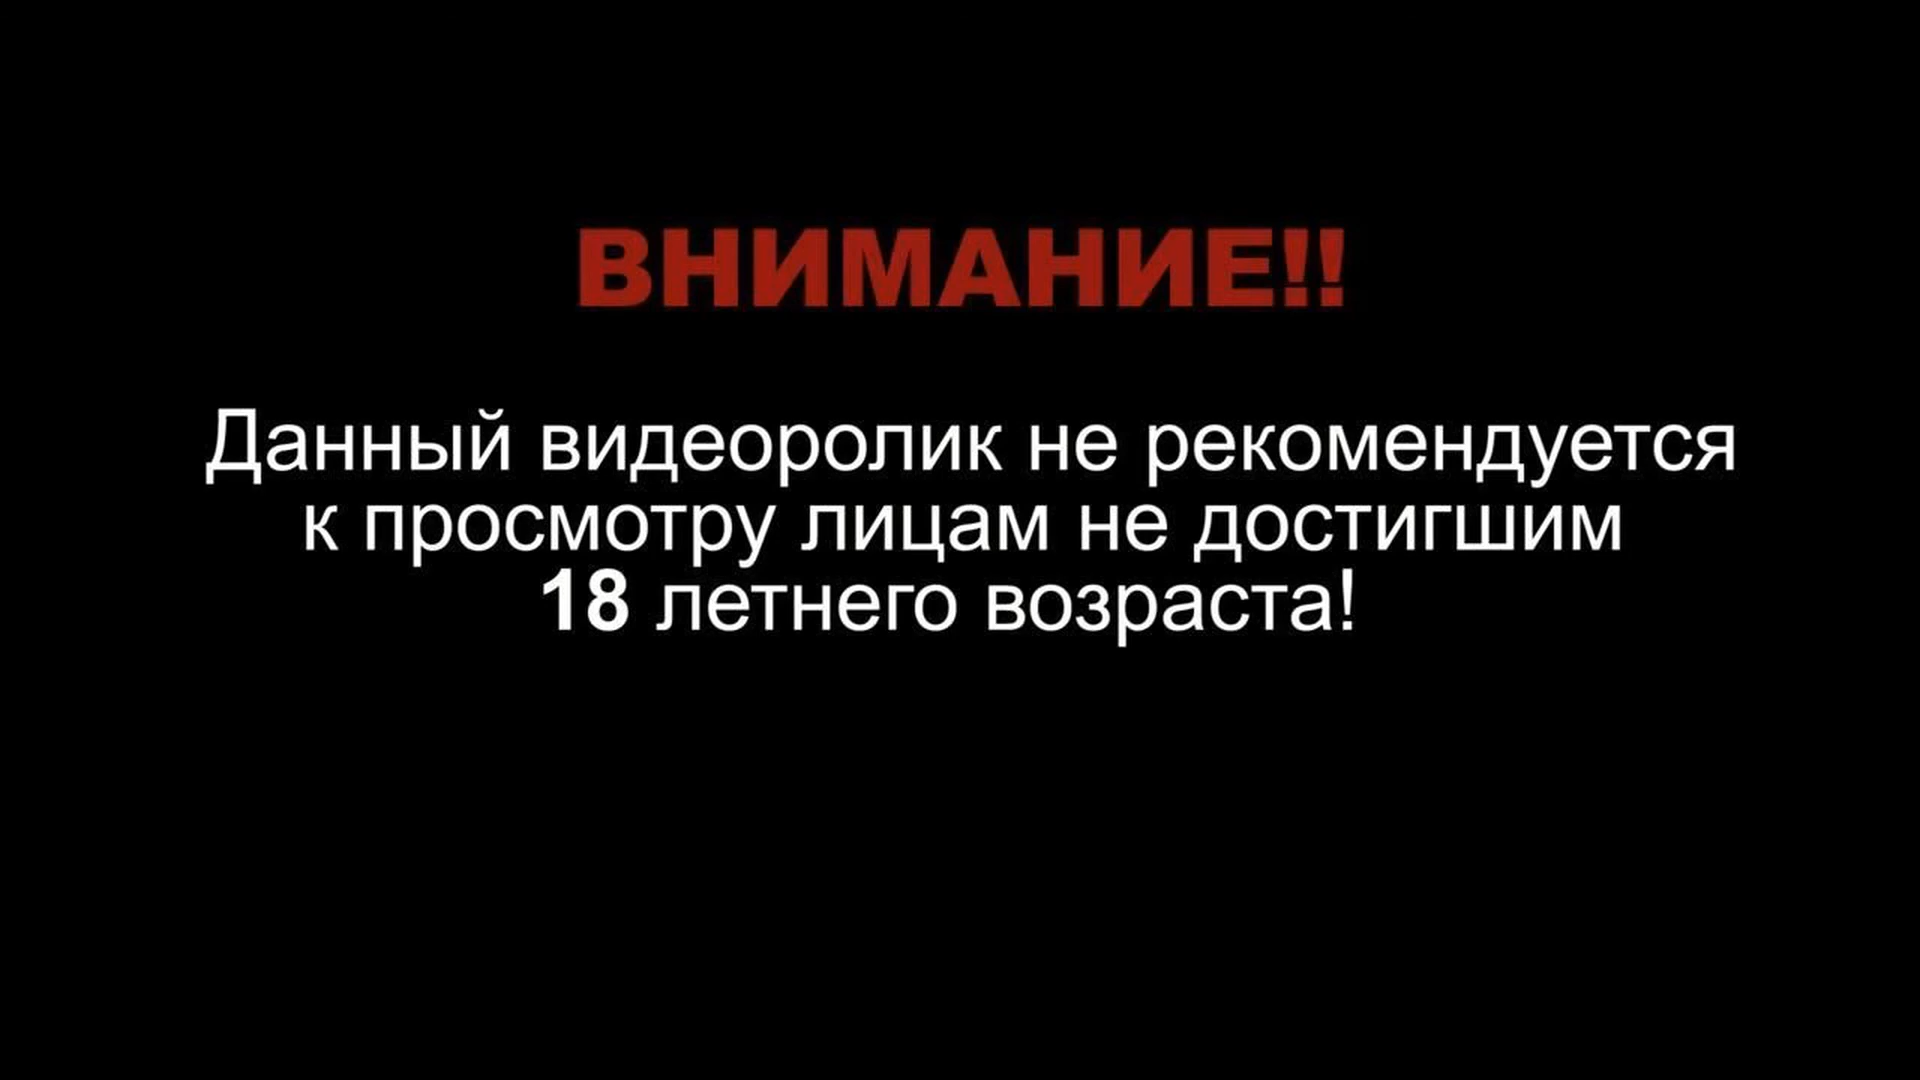 ВНИМАНИЕ!!
Данный видеоролик не рекомендуется
к просмотру лицам не достигшим
18 летнего возраста!